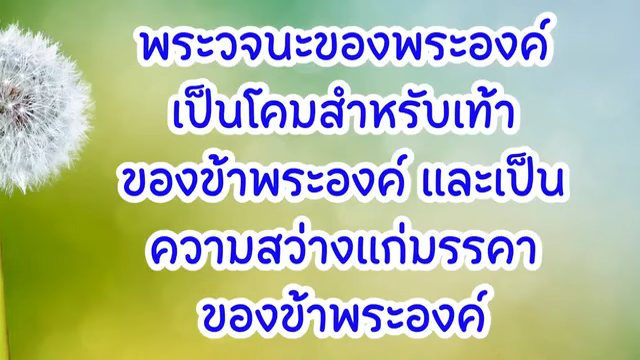 พระวจนะของพระองค์
เป็นโคมสำหรับเท้า
ของข้าพระองค์ และเป็น
ความสว่างแก่มรรคา
ของข้าพระองค์